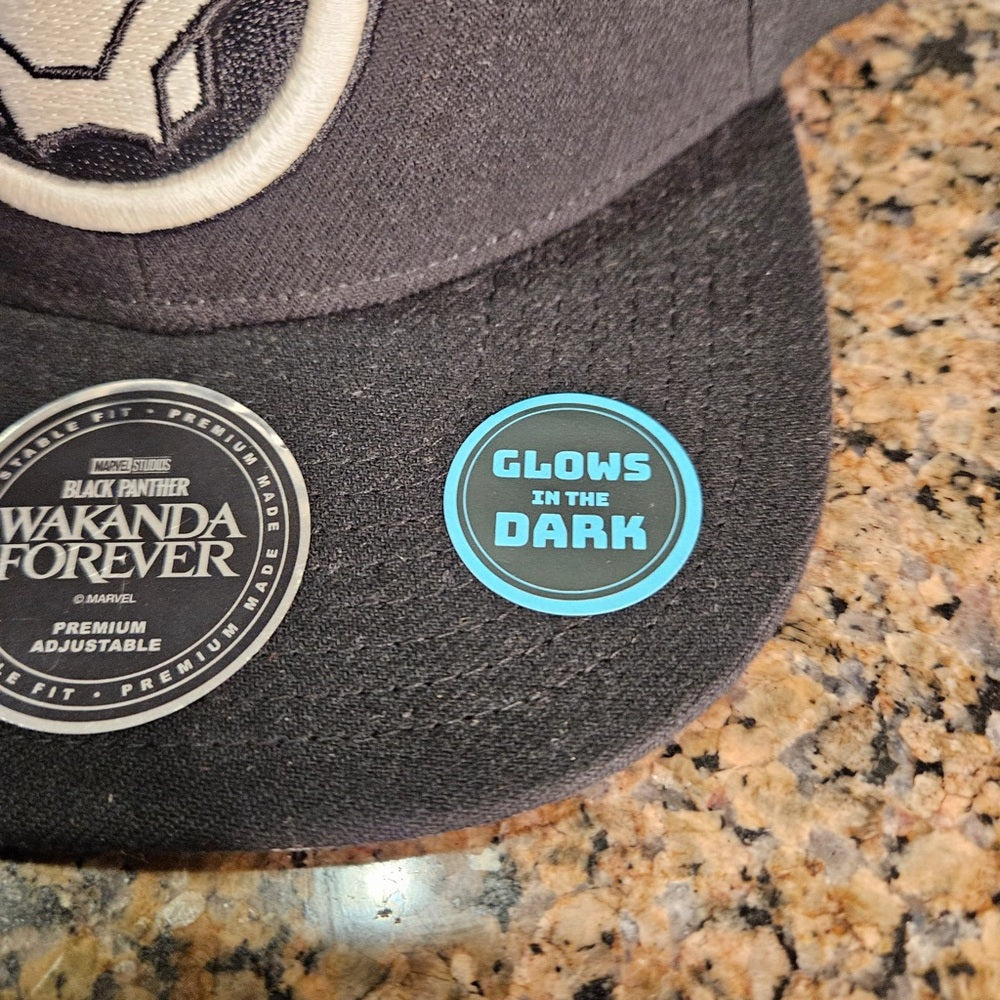 STABLE FIT • PREMIUM MADE
MARVEL STUDIOS
BLACK PANTHER
WAKANDA
FOREVER
© MARVEL
PREMIUM
ADJUSTABLE
LE FIT • PREMIUM MADE
GLOWS
IN THE
DARK